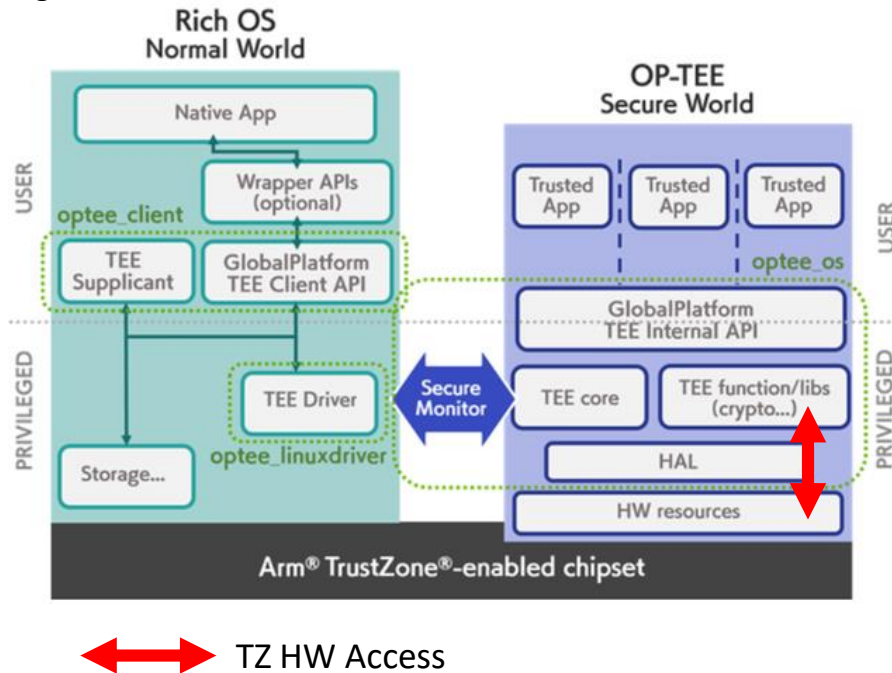 Rich OS
Normal World
OP-TEE
Secure World
Native App
Wrapper APIs
(optional)
Trusted
App
Trusted
App
Trusted
App
USER
USER
optee_client
TEE
Supplicant
GlobalPlatform
TEE Client API
optee_os
GlobalPlatform
TEE Internal API
PRIVILEGED
PRIVILEGED
TEE Driver
Secure
Monitor
TEE core
TEE function/libs
(crypto...)
optee_linuxdriver
Storage...
HAL
HW resources
Arm® TrustZone®-enabled chipset
TZ HW Access